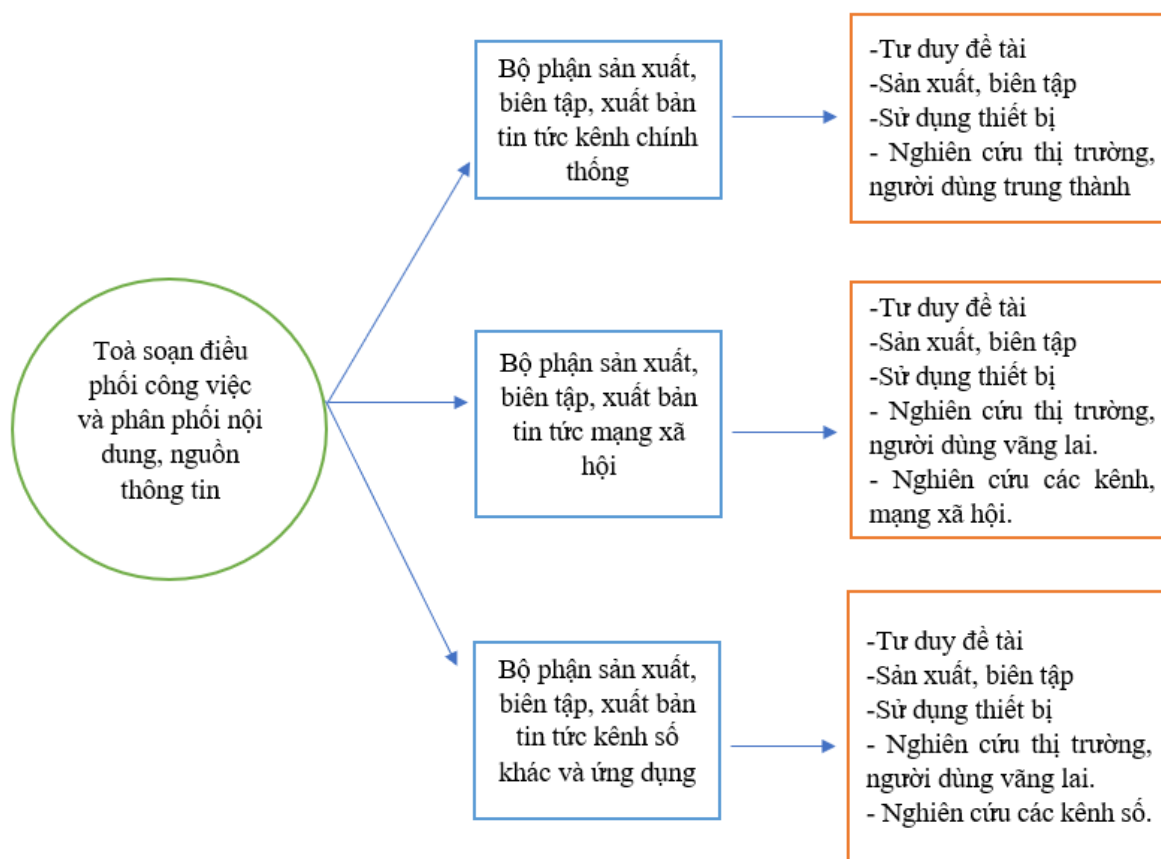 Bộ phận sản xuất,
biên tập, xuất bản
tin tức kênh chính
thống
-Tư duy đề tài
-Sản xuất, biên tập
-Sử dụng thiết bị
- Nghiên cứu thị trường,
người dùng trung thành
Toà soạn điều
phối công việc
và phân phối nội
dung, nguồn
thông tin
Bộ phận sản xuất,
biên tập, xuất bản
tin tức mạng xã
hội
-Tư duy đề tài
-Sản xuất, biên tập
-Sử dụng thiết bị
- Nghiên cứu thị trường,
người dùng vãng lai.
- Nghiên cứu các kênh,
mạng xã hội.
Bộ phận sản xuất,
biên tập, xuất bản
tin tức kênh số
khác và ứng dụng
-Tư duy đề tài
-Sản xuất, biên tập
-Sử dụng thiết bị
- Nghiên cứu thị trường,
người dùng vãng lai.
- Nghiên cứu các kênh số.